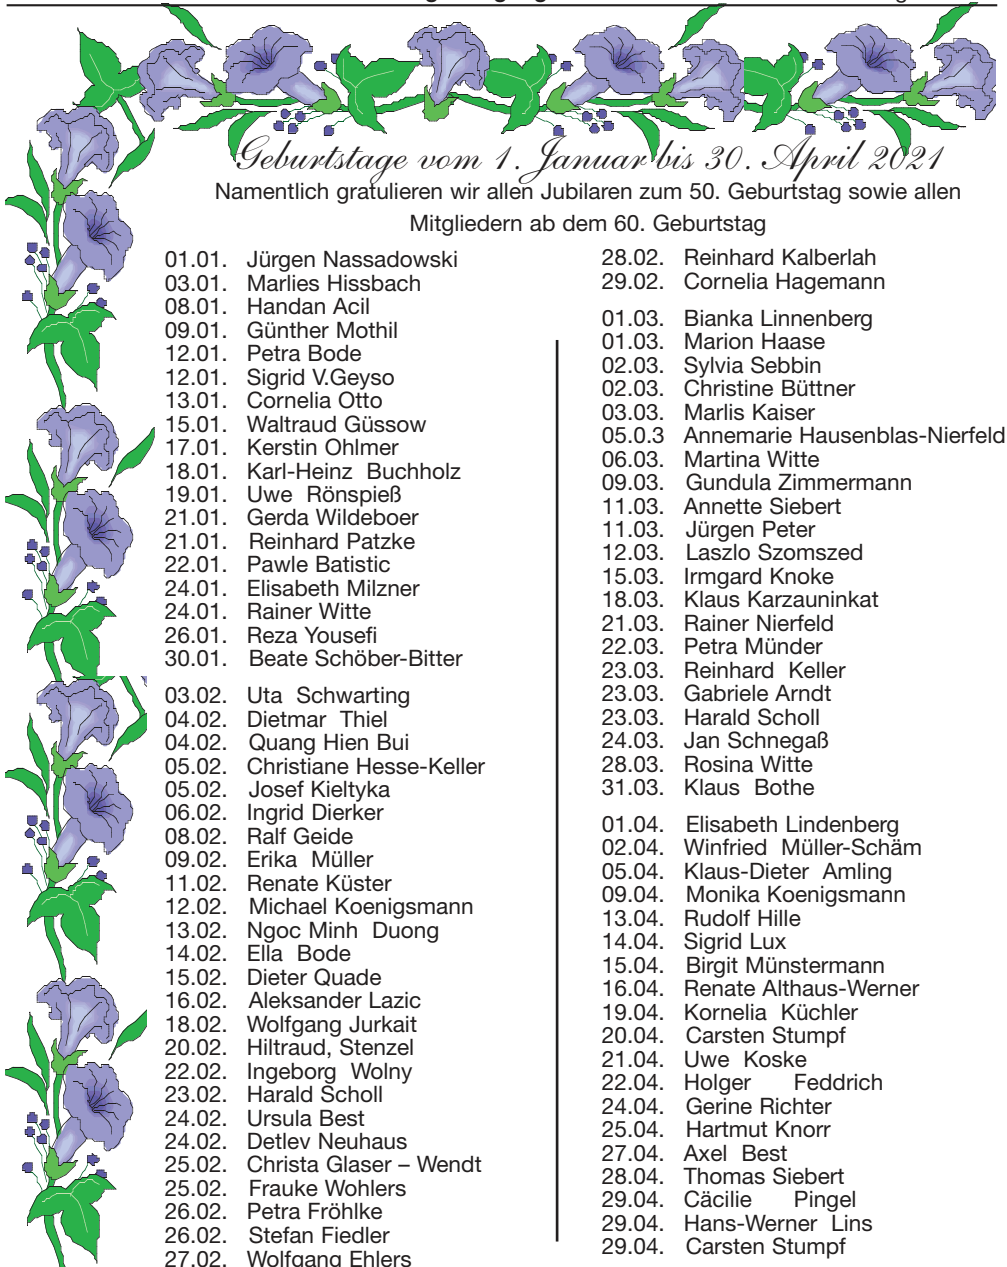 Geburtstage vom 1. Januar bis 30. April 2021
Namentlich gratulieren wir allen Jubilaren zum 50. Geburtstag sowie allen
Mitgliedern ab dem 60. Geburtstag
01.01. Jürgen Nassadowski
03.01. Marlies Hissbach
08.01. Handan Acil
09.01. Günther Mothil
12.01. Petra Bode
12.01. Sigrid V.Geyso
13.01. Cornelia Otto
15.01. Waltraud Güssow
17.01. Kerstin Ohlmer
18.01. Karl-Heinz Buchholz
19.01. Uwe Rönspieß
21.01. Gerda Wildeboer
21.01. Reinhard Patzke
22.01. Pawle Batistic
24.01. Elisabeth Milzner
24.01. Rainer Witte
26.01. Reza Yousefi
30.01. Beate Schöber-Bitter
03.02. Uta Schwarting
04.02. Dietmar Thiel
04.02. Quang Hien Bui
05.02. Christiane Hesse-Keller
05.02. Josef Kieltyka
06.02. Ingrid Dierker
08.02. Ralf Geide
09.02. Erika Müller
11.02. Renate Küster
12.02. Michael Koenigsmann
13.02. Ngoc Minh Duong
14.02. Ella Bode
15.02. Dieter Quade
16.02. Aleksander Lazic
18.02. Wolfgang Jurkait
20.02. Hiltraud, Stenzel
22.02. Ingeborg Wolny
23.02. Harald Scholl
24.02. Ursula Best
24.02. Detlev Neuhaus
25.02. Christa Glaser – Wendt
25.02. Frauke Wohlers
26.02. Petra Fröhlke
26.02. Stefan Fiedler
27.02. Wolfgang Ehlers
28.02. Reinhard Kalberlah
29.02. Cornelia Hagemann
01.03. Bianka Linnenberg
01.03. Marion Haase
02.03. Sylvia Sebbin
02.03. Christine Büttner
03.03. Marlis Kaiser
05.0.3 Annemarie Hausenblas-Nierfeld
06.03. Martina Witte
09.03. Gundula Zimmermann
11.03. Annette Siebert
11.03. Jürgen Peter
12.03. Laszlo Szomszed
15.03. Irmgard Knoke
18.03. Klaus Karzauninkat
21.03. Rainer Nierfeld
22.03. Petra Münder
23.03. Reinhard Keller
23.03. Gabriele Arndt
23.03. Harald Scholl
24.03. Jan Schnegaß
28.03. Rosina Witte
31.03. Klaus Bothe
01.04. Elisabeth Lindenberg
02.04. Winfried Müller-Schäm
05.04. Klaus-Dieter Amling
09.04. Monika Koenigsmann
13.04. Rudolf Hille
14.04. Sigrid Lux
15.04. Birgit Münstermann
16.04. Renate Althaus-Werner
19.04. Kornelia Küchler
20.04. Carsten Stumpf
21.04. Uwe Koske
22.04. Holger Feddrich
24.04. Gerine Richter
25.04. Hartmut Knorr
27.04. Axel Best
28.04. Thomas Siebert
29.04. Cäcilie Pingel
29.04. Hans-Werner Lins
29.04. Carsten Stumpf